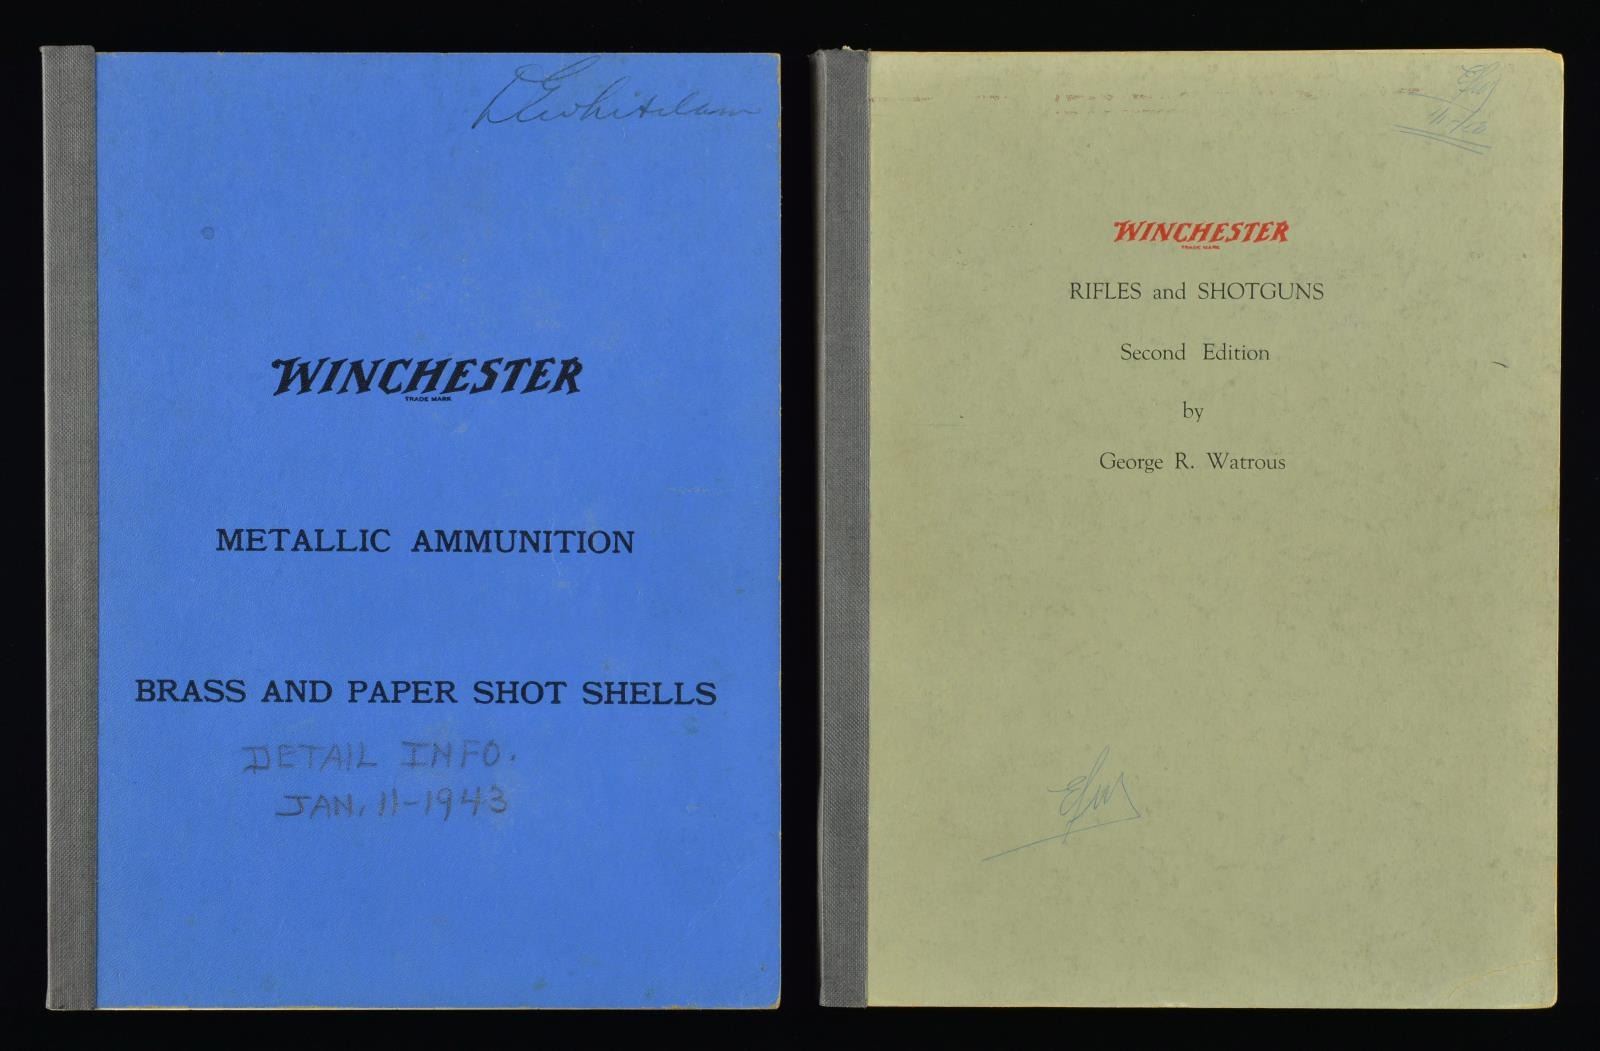 WINCHESTER
TRADE MARK
METALLIC AMMUNITION
BRASS AND PAPER SHOT SHELLS
DETAIL INFO.
JAN. 11-1943
WINCHESTER
TRADE MARK
RIFLES and SHOTGUNS
Second Edition
by
George R. Watrous